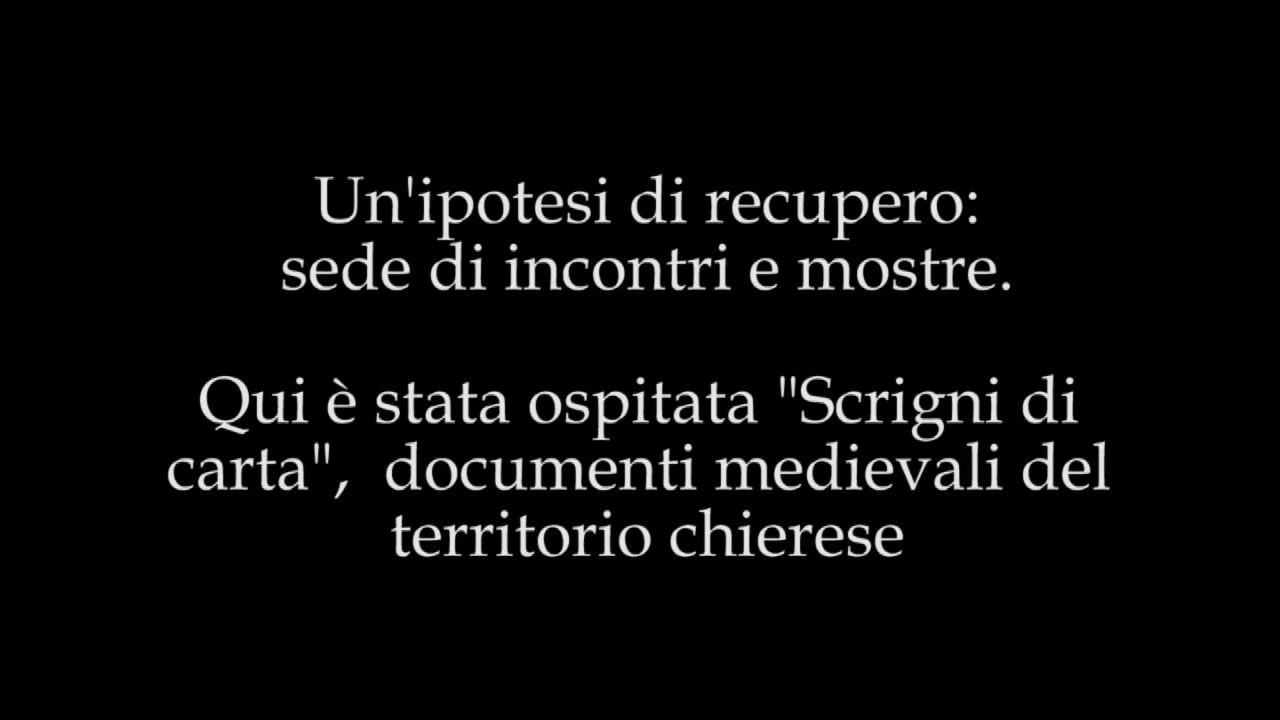 Un'ipotesi di recupero:
sede di incontri e mostre.
Qui è stata ospitata "Scrigni di
carta",  documenti medievali del
territorio chierese